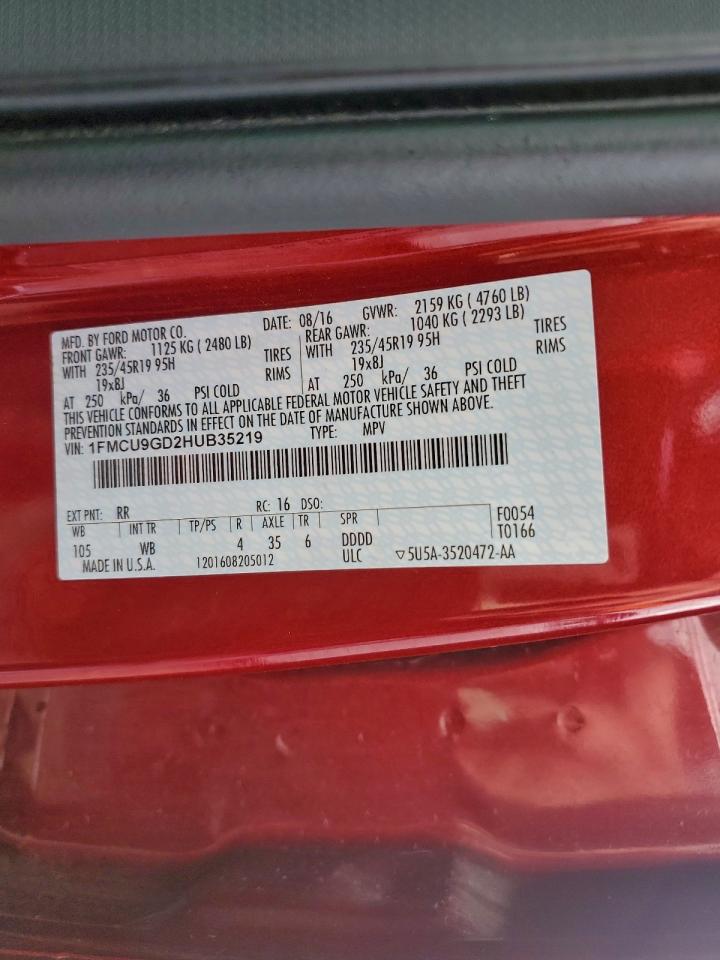 MFD. BY FORD MOTOR CO. DATE: 08/16 GVWR: 2159 KG ( 4760 LB)
FRONT GAWR: 1125 KG ( 2480 LB) REAR GAWR: 1040 KG ( 2293 LB)
WITH 235/45R19 95H TIRES WITH 235/45R19 95H TIRES
19x8J RIMS 19x8J RIMS
AT 250 kPa/ 36 PSI COLD AT 250 kPa/ 36 PSI COLD
THIS VEHICLE CONFORMS TO ALL APPLICABLE FEDERAL MOTOR VEHICLE SAFETY AND THEFT
PREVENTION STANDARDS IN EFFECT ON THE DATE OF MANUFACTURE SHOWN ABOVE.
VIN: 1FMCU9GD2HUB35219 TYPE: MPV
EXT PNT: RR RC: 16 DSO: F0054
WB INT TR TP/PS R AXLE TR SPR T0166
105 WB 4 35 6 DDDD
MADE IN U.S.A. 1201608205012 ULC ▽5U5A-3520472-AA